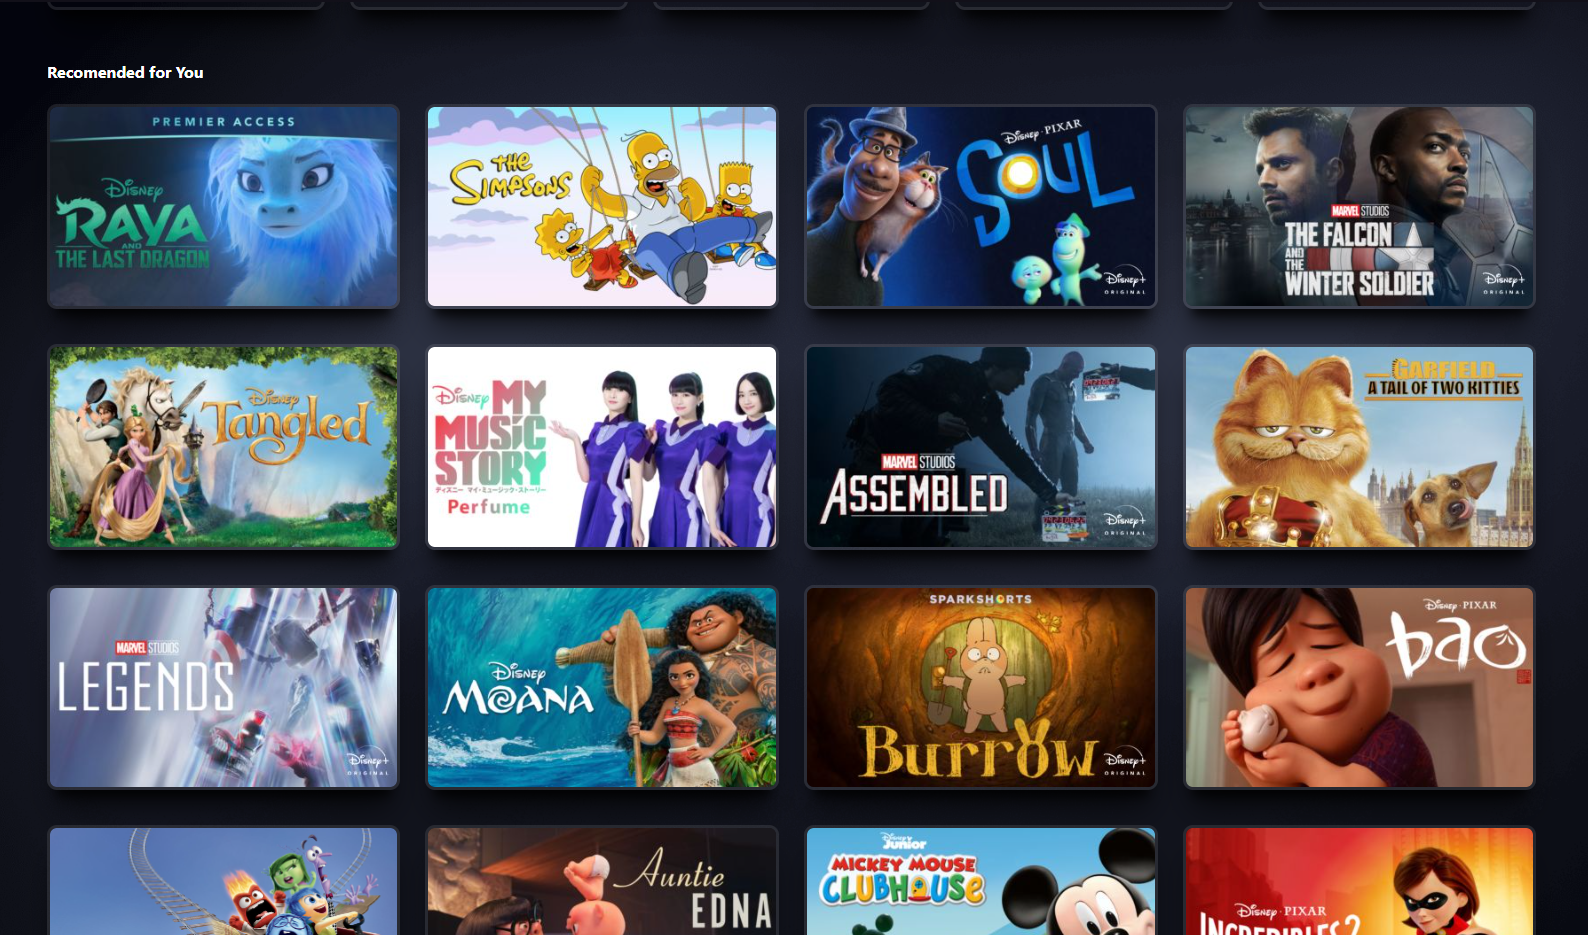 Recomended for You
PREMIER ACCESS
Disney
RAYA
AND
THE LAST DRAGON
THE
SIMPSONS
Disney · PIXAR
SOUL
Disney+
ORIGINAL
MARVEL STUDIOS
THE FALCON
AND
THE
WINTER SOLDIER
Disney+
ORIGINAL
Disney
Tangled
Disney MY
MUSIC
STORY
ディズニー マイ・ミュージック・ストーリー
Perfume
MARVEL STUDIOS
ASSEMBLED
Disney+
ORIGINAL
GARFIELD
A TAIL OF TWO KITTIES
MARVEL STUDIOS
LEGENDS
Disney+
ORIGINAL
Disney
MOANA
SPARKSHORTS
Burrow
Disney+
ORIGINAL
Disney · PIXAR
bao
Auntie
EDNA
Disney
Junior
MICKEY MOUSE
CLUBHOUSE
Disney · PIXAR
INCREDIBLES 2